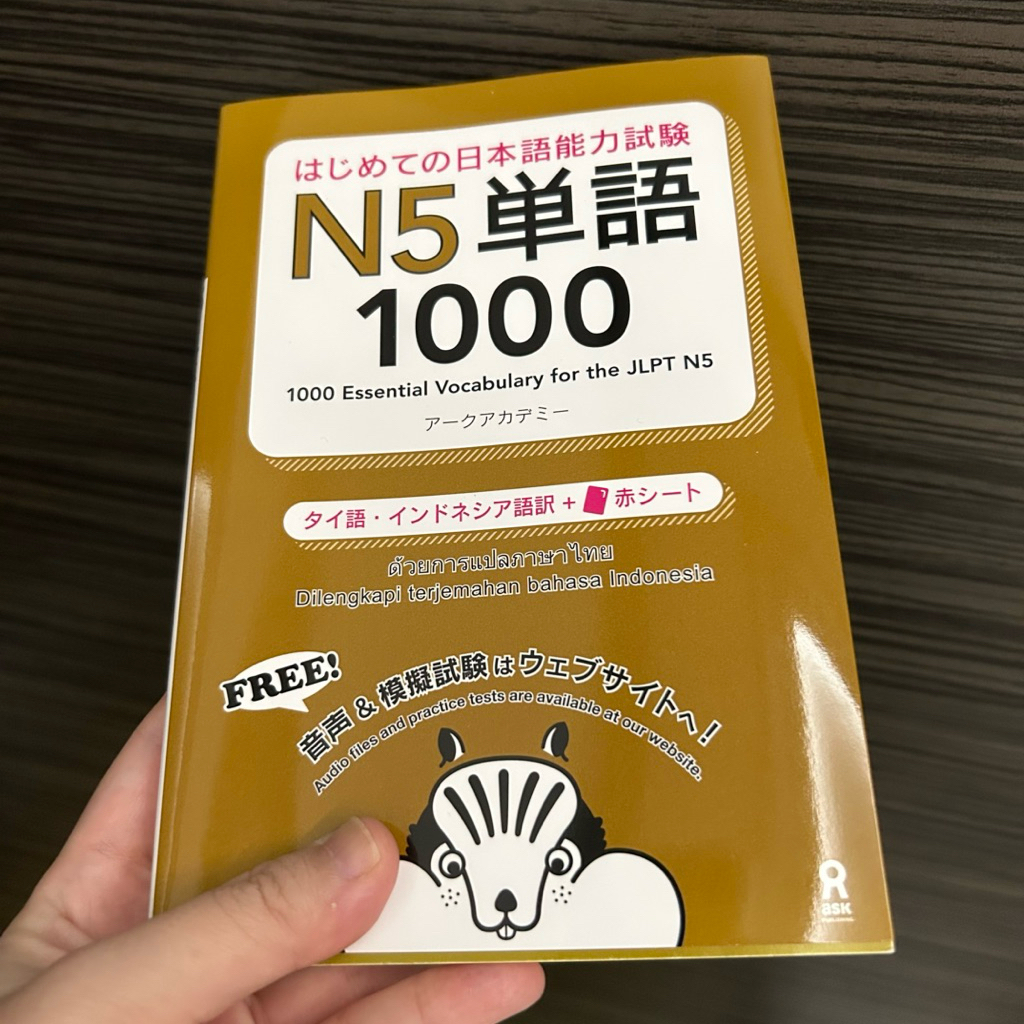 はじめての日本語能力試験
N5単語
1000
1000 Essential Vocabulary for the JLPT N5
アークアカデミー
タイ語・インドネシア語訳 + 赤シート
ด้วยการแปลภาษาไทย
Dilengkapi terjemahan bahasa Indonesia
FREE!
音声 & 模擬試験はウェブサイトへ!
Audio files and practice tests are available at our website.
ask
PUBLISHING